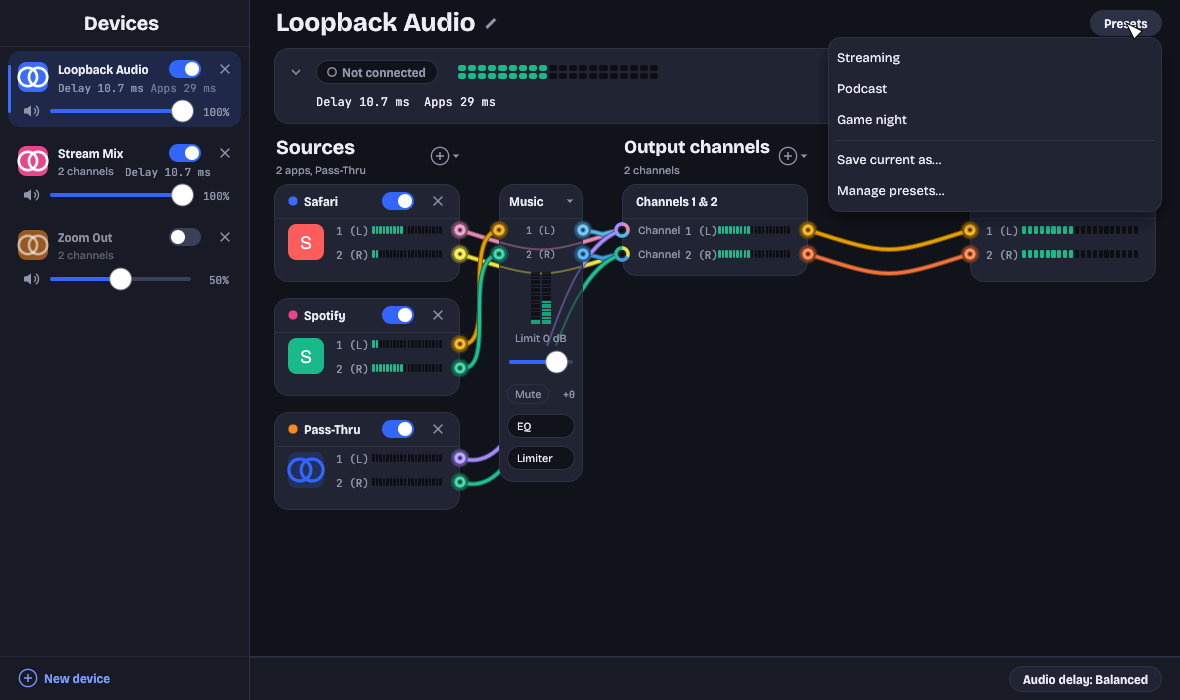 Devices
Loopback Audio
Delay 10.7 ms Apps 29 ms
100%
Stream Mix
2 channels Delay 10.7 ms
100%
Zoom Out
2 channels
50%
New device
Loopback Audio
Presets
Not connected
Delay 10.7 ms Apps 29 ms
Streaming
Podcast
Game night
Save current as...
Manage presets...
Sources
2 apps, Pass-Thru
Safari
S
1 (L)
2 (R)
Spotify
S
1 (L)
2 (R)
Pass-Thru
1 (L)
2 (R)
Music
1 (L)
2 (R)
Limit 0 dB
Mute +0
EQ
Limiter
Output channels
2 channels
Channels 1 & 2
Channel 1 (L)
Channel 2 (R)
1 (L)
2 (R)
Audio delay: Balanced